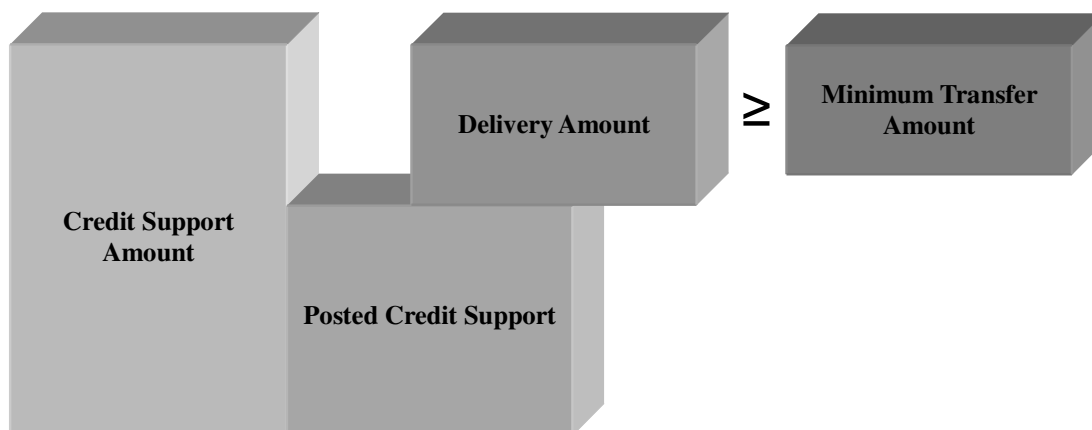 Credit Support
Amount
Posted Credit Support
Delivery Amount
≥
Minimum Transfer
Amount